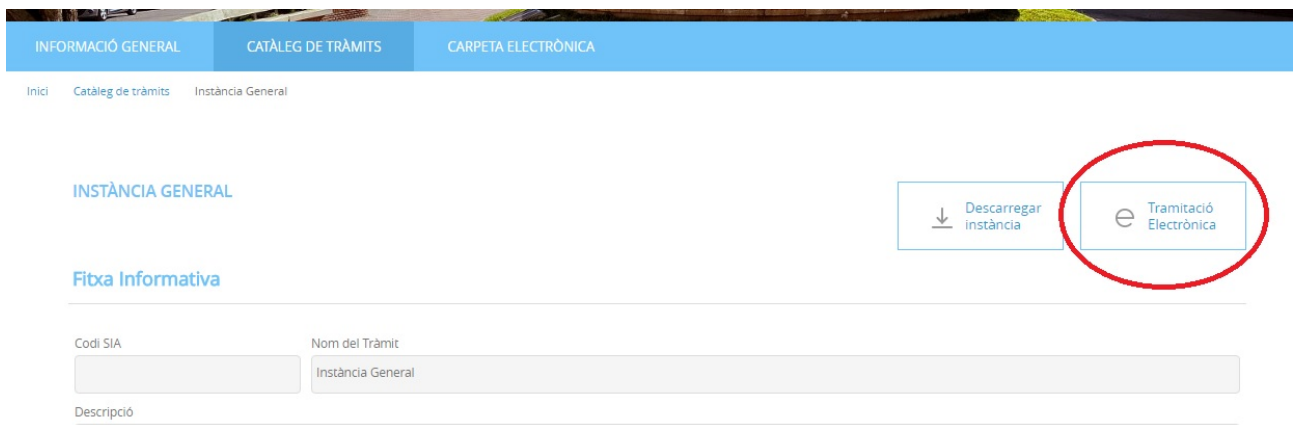 INFORMACIÓ GENERAL CATÀLEG DE TRÀMITS CARPETA ELECTRÒNICA
Inici Catàleg de tràmits Instància General
INSTÀNCIA GENERAL
Descarregar
instància
e Tramitació
Electrònica
Fitxa Informativa
Codi SIA Nom del Tràmit
Instància General
Descripció